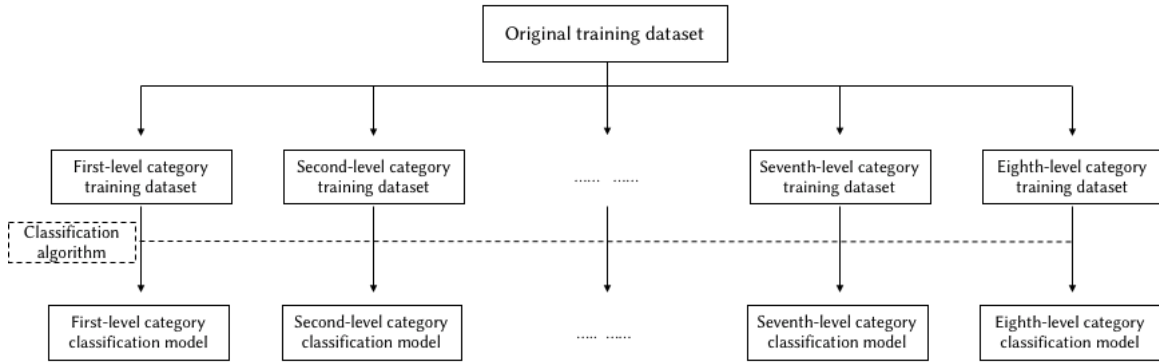 Original training dataset
First-level category
training dataset
Second-level category
training dataset
...... ......
Seventh-level category
training dataset
Eighth-level category
training dataset
Classification
algorithm
First-level category
classification model
Second-level category
classification model
..... ......
Seventh-level category
classification model
Eighth-level category
classification model